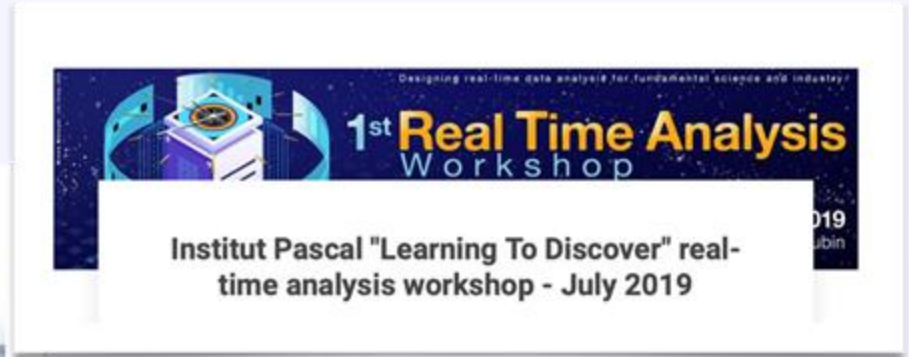 Designing real-time data analysis for fundamental science and industry
1st Real Time Analysis
Workshop
019
ubin
Institut Pascal "Learning To Discover" real-
time analysis workshop - July 2019